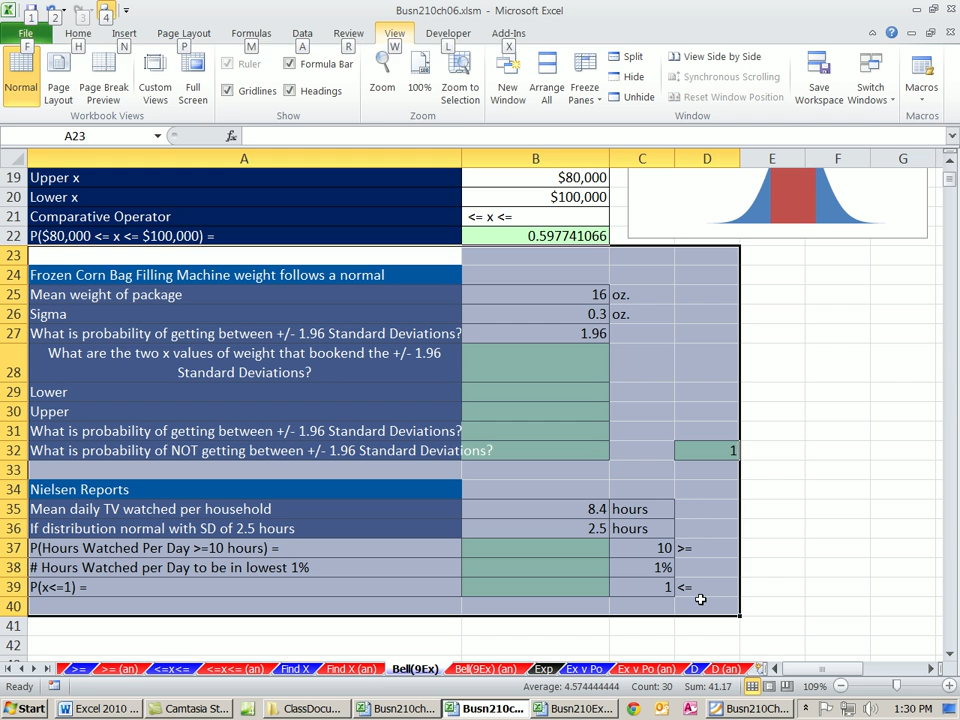 Busn210ch06.xlsm - Microsoft Excel
1 2 3 4
File Home Insert Page Layout Formulas Data Review View Developer Add-Ins
F H N P M A R W L X
Normal
Page Layout
Page Break Preview
Custom Views
Full Screen
Ruler
Formula Bar
Gridlines
Headings
Zoom
100%
Zoom to Selection
New Window
Arrange All
Freeze Panes
Split
Hide
Unhide
View Side by Side
Synchronous Scrolling
Reset Window Position
Save Workspace
Switch Windows
Macros
Workbook Views Show Zoom Window Macros
A23 fx
A B C D E F G
19 Upper x $80,000
20 Lower x $100,000
21 Comparative Operator <= x <=
22 P($80,000 <= x <= $100,000) = 0.597741066
23
24 Frozen Corn Bag Filling Machine weight follows a normal
25 Mean weight of package 16 oz.
26 Sigma 0.3 oz.
27 What is probability of getting between +/- 1.96 Standard Deviations? 1.96
What are the two x values of weight that bookend the +/- 1.96
28 Standard Deviations?
29 Lower
30 Upper
31 What is probability of getting between +/- 1.96 Standard Deviations?
32 What is probability of NOT getting between +/- 1.96 Standard Deviations? 1
33
34 Nielsen Reports
35 Mean daily TV watched per household 8.4 hours
36 If distribution normal with SD of 2.5 hours 2.5 hours
37 P(Hours Watched Per Day >=10 hours) = 10 >=
38 # Hours Watched per Day to be in lowest 1% 1%
39 P(x<=1) = 1 <=
40
41
42
>= >= (an) <=x<= <=x<= (an) Find X Find X (an) Bell(9Ex) Bell(9Ex) (an) Exp Ex v Po Ex v Po (an) D D (an)
Ready Average: 4.574444444 Count: 30 Sum: 41.17 109%
Start Excel 2010 ... Camtasia St... ClassDocu... Busn210ch... Busn210c... Busn210Ex... Busn210Ch... 1:30 PM